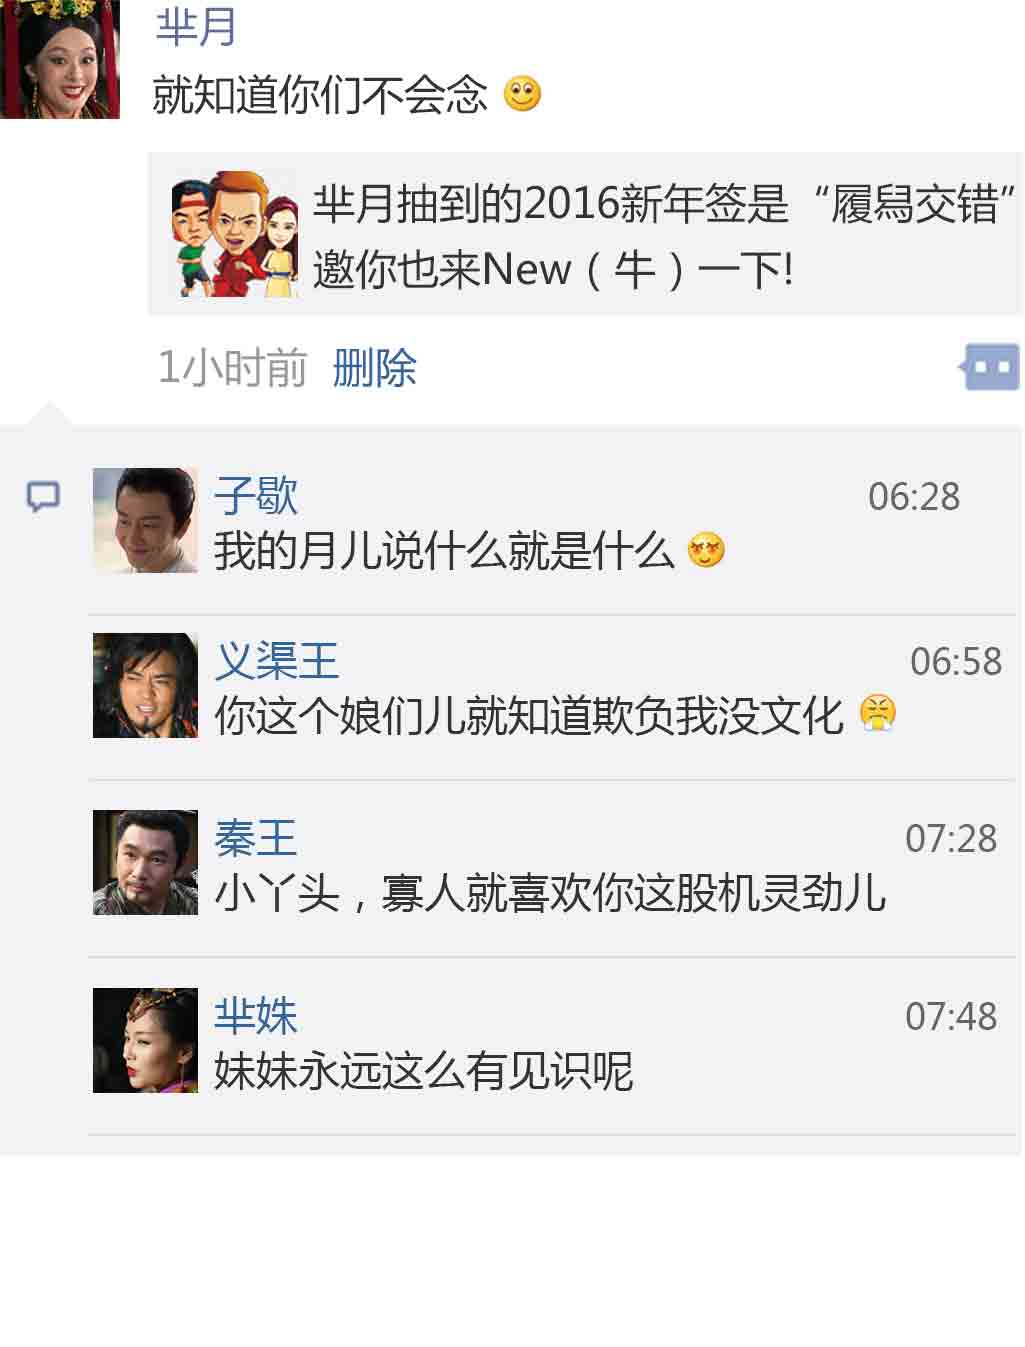 芈月
就知道你们不会念
芈月抽到的2016新年签是“履舄交错”
邀你也来New（牛）一下!
1小时前 删除
子歇 06:28
我的月儿说什么就是什么
义渠王 06:58
你这个娘们儿就知道欺负我没文化
秦王 07:28
小丫头，寡人就喜欢你这股机灵劲儿
芈姝 07:48
妹妹永远这么有见识呢